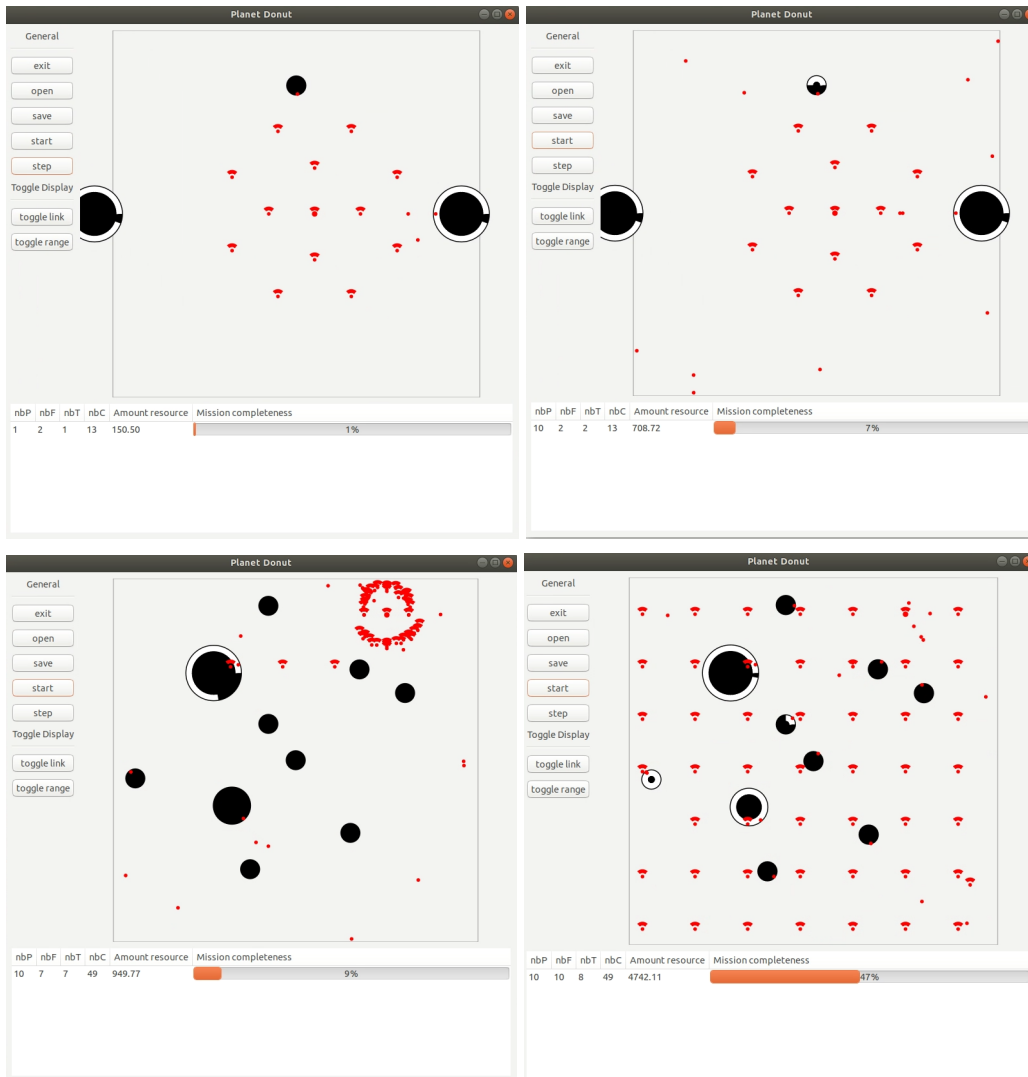 Planet Donut
General
exit
open
save
start
step
Toggle Display
toggle link
toggle range
nbP nbF nbT nbC Amount resource Mission completeness
1 2 1 13 150.50 1%
Planet Donut
General
exit
open
save
start
step
Toggle Display
toggle link
toggle range
nbP nbF nbT nbC Amount resource Mission completeness
10 2 2 13 708.72 7%
Planet Donut
General
exit
open
save
start
step
Toggle Display
toggle link
toggle range
nbP nbF nbT nbC Amount resource Mission completeness
10 7 7 49 949.77 9%
Planet Donut
General
exit
open
save
start
step
Toggle Display
toggle link
toggle range
nbP nbF nbT nbC Amount resource Mission completeness
10 10 8 49 4742.11 47%